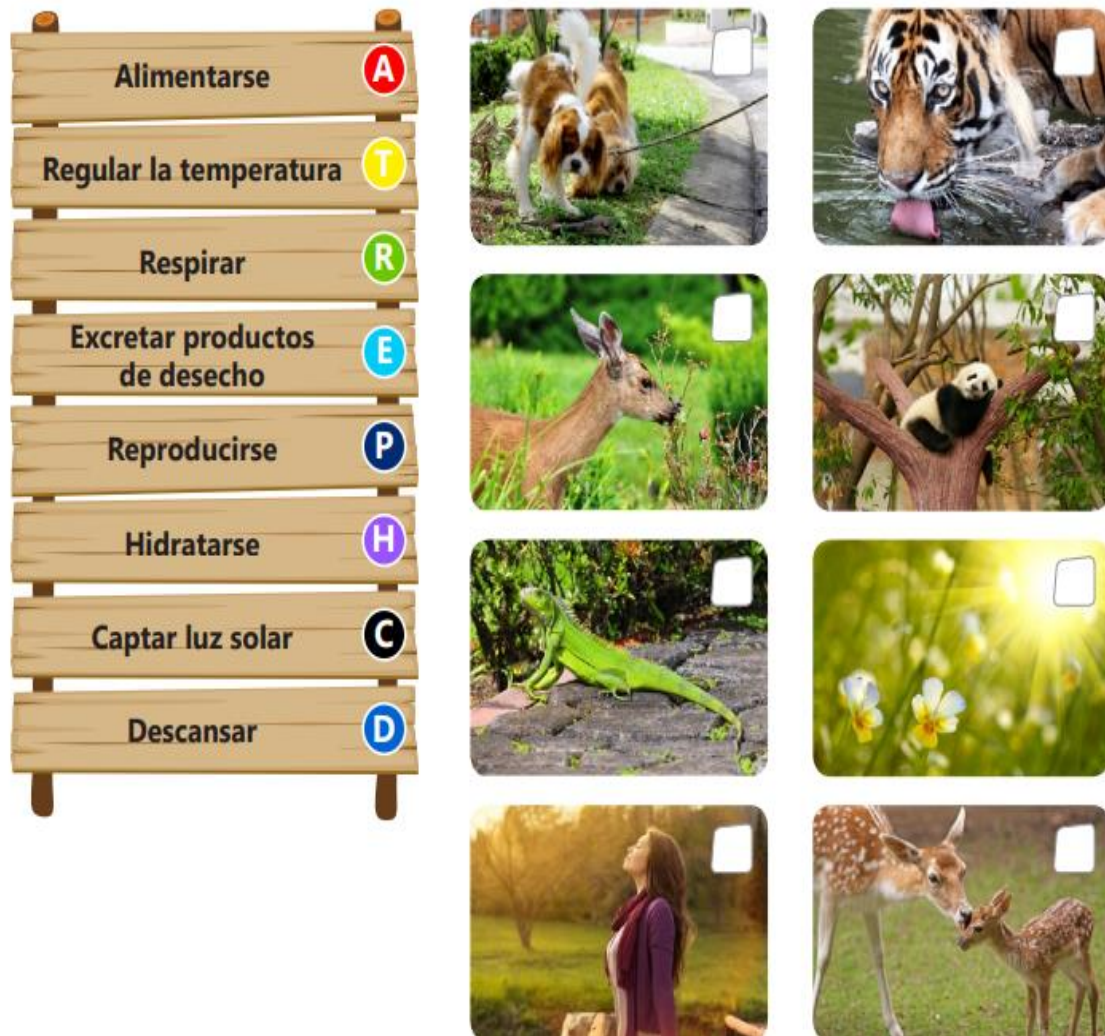 Alimentarse A
Regular la temperatura T
Respirar R
Excretar productos
de desecho E
Reproducirse P
Hidratarse H
Captar luz solar C
Descansar D